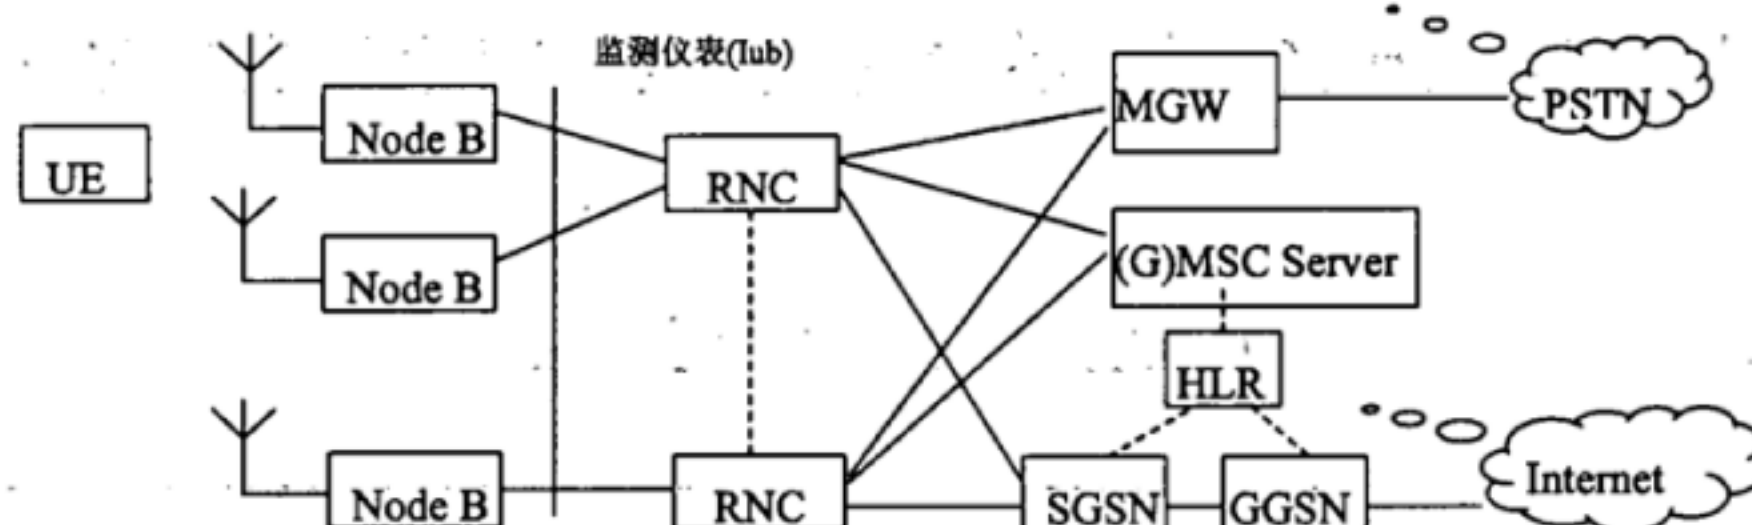 监测仪表(Iub)
MGW
PSTN
Node B
UE
RNC
Node B
(G)MSC Server
HLR
Internet
Node B
RNC
SGSN
GGSN